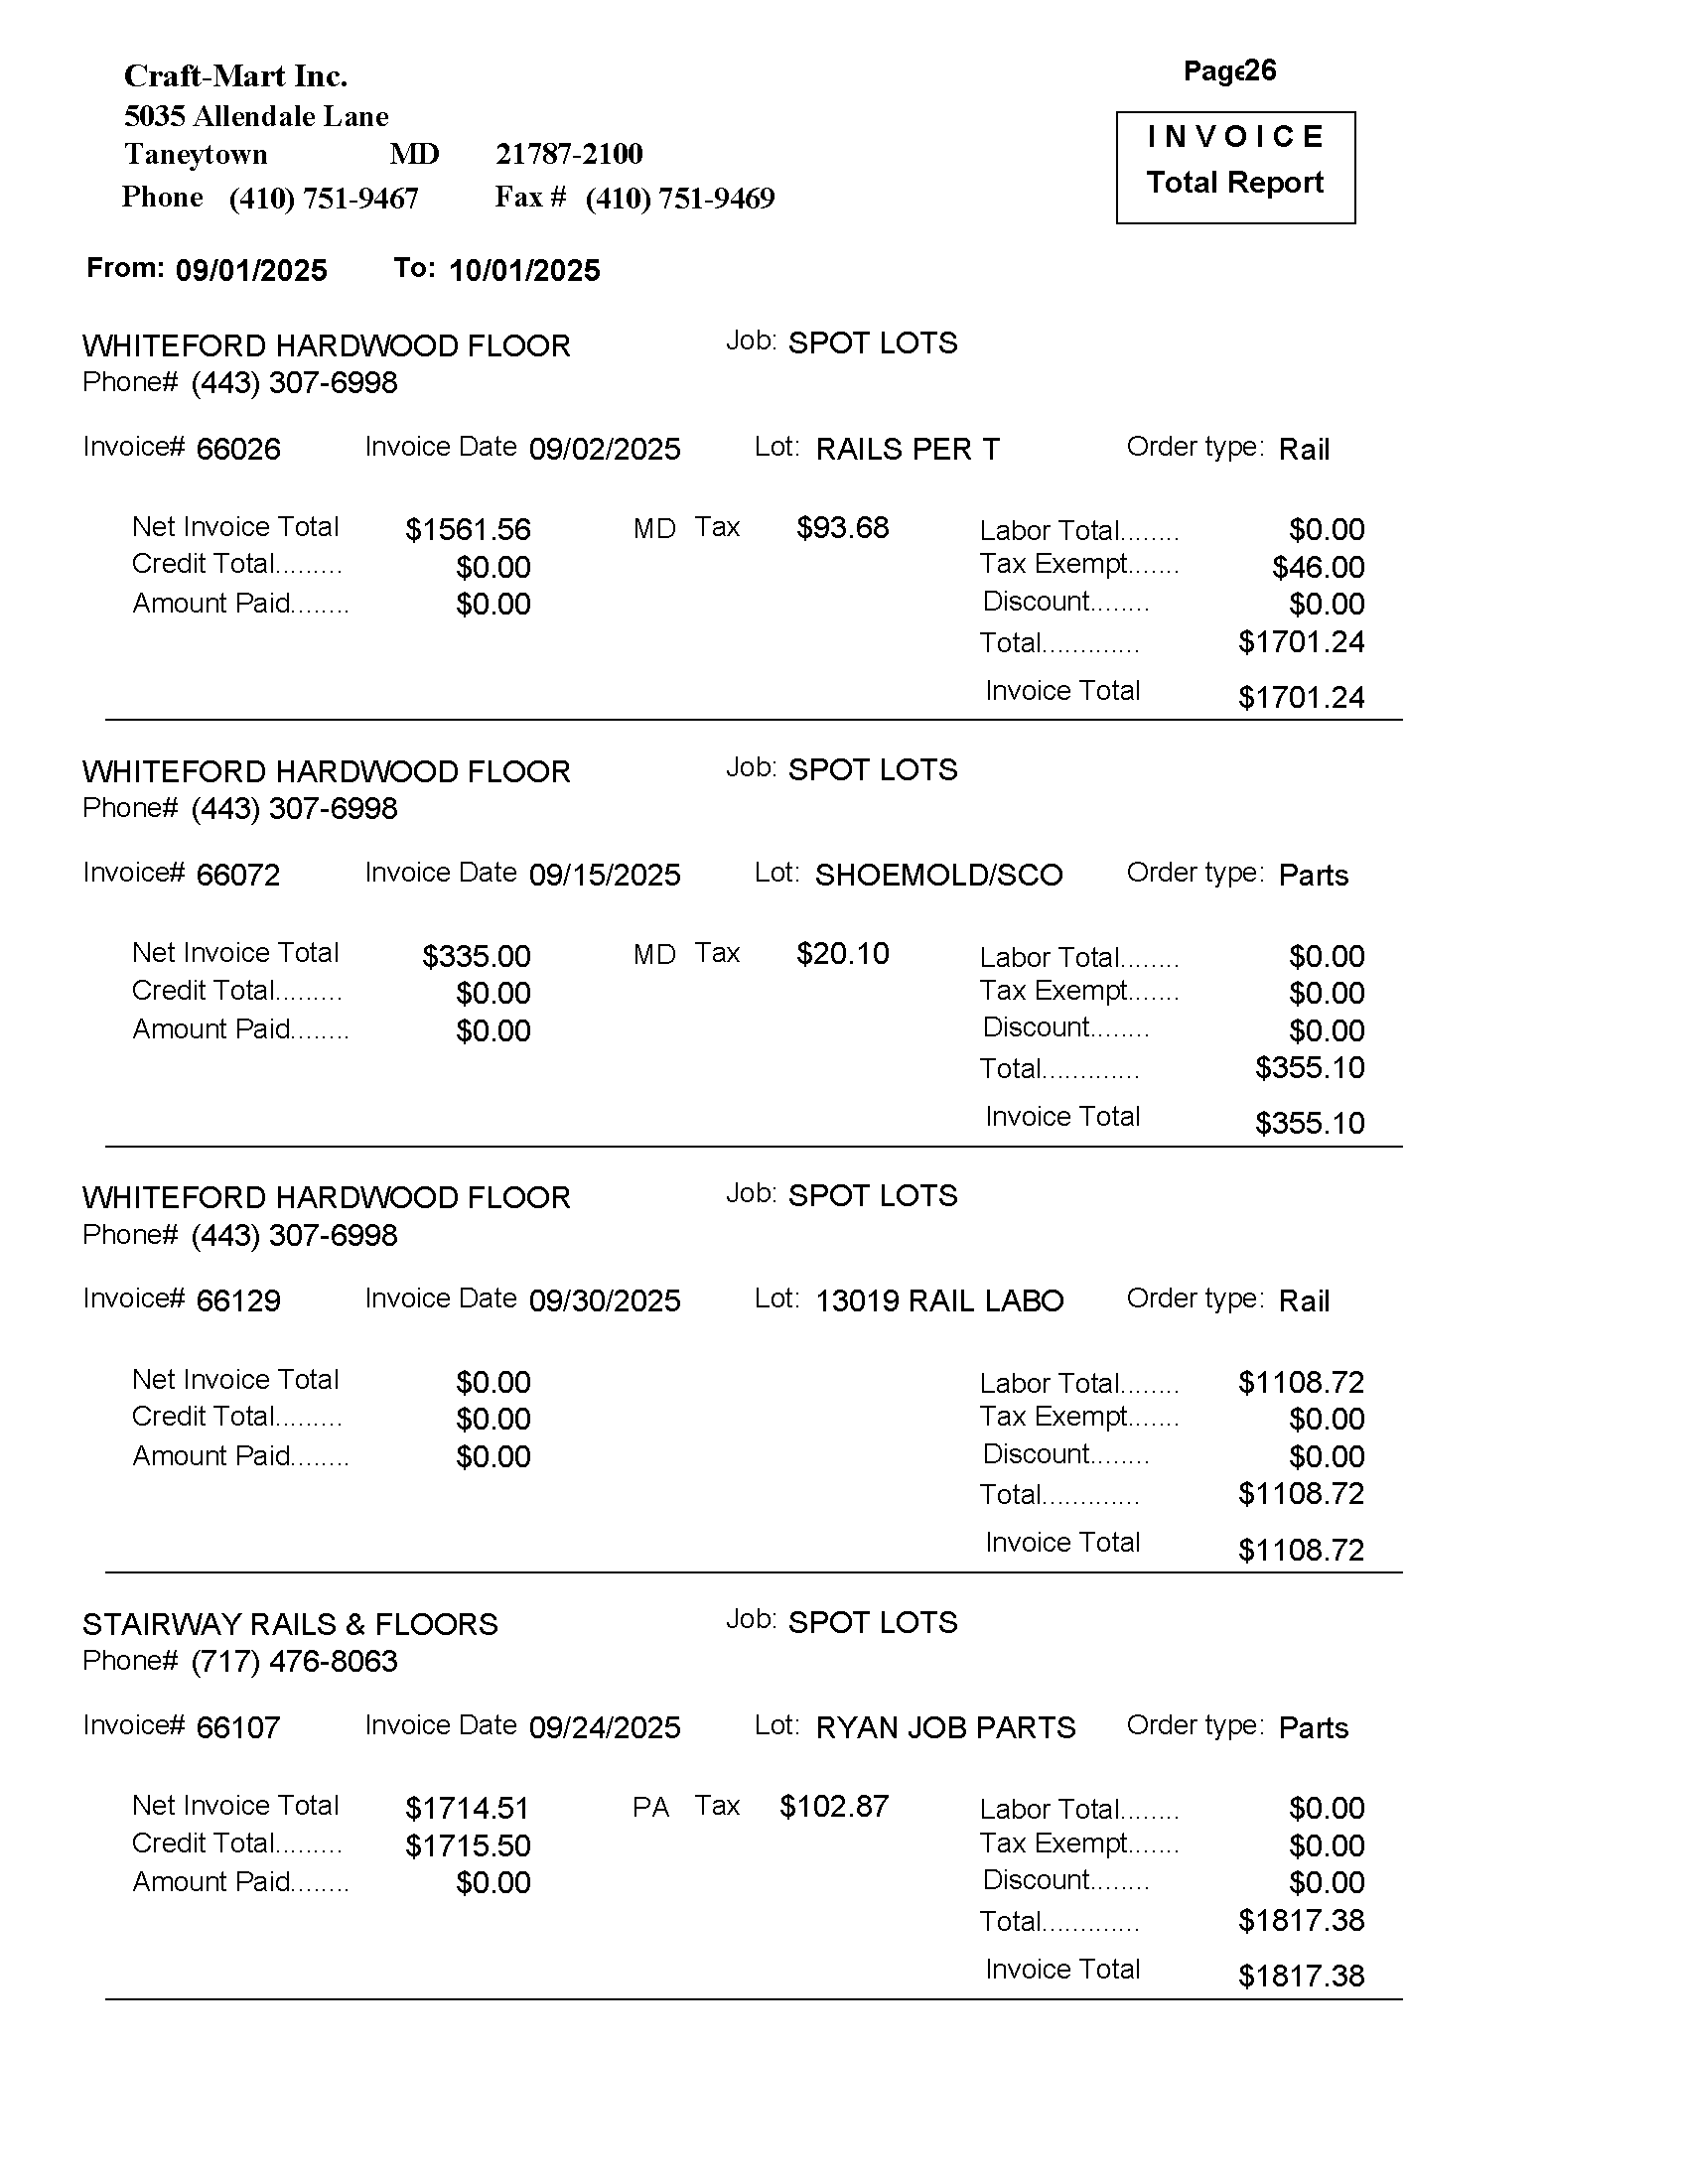 Craft-Mart Inc.
Page26
5035 Allendale Lane
INVOICE
Taneytown MD 21787-2100
Total Report
Phone (410) 751-9467 Fax # (410) 751-9469
From: 09/01/2025 To: 10/01/2025
WHITEFORD HARDWOOD FLOOR Job: SPOT LOTS
Phone# (443) 307-6998
Invoice# 66026 Invoice Date 09/02/2025 Lot: RAILS PER T Order type: Rail
Net Invoice Total $1561.56 MD Tax $93.68 Labor Total........ $0.00
Credit Total......... $0.00 Tax Exempt....... $46.00
Amount Paid........ $0.00 Discount........ $0.00
Total............. $1701.24
Invoice Total $1701.24
WHITEFORD HARDWOOD FLOOR Job: SPOT LOTS
Phone# (443) 307-6998
Invoice# 66072 Invoice Date 09/15/2025 Lot: SHOEMOLD/SCO Order type: Parts
Net Invoice Total $335.00 MD Tax $20.10 Labor Total........ $0.00
Credit Total......... $0.00 Tax Exempt....... $0.00
Amount Paid........ $0.00 Discount........ $0.00
Total............. $355.10
Invoice Total $355.10
WHITEFORD HARDWOOD FLOOR Job: SPOT LOTS
Phone# (443) 307-6998
Invoice# 66129 Invoice Date 09/30/2025 Lot: 13019 RAIL LABO Order type: Rail
Net Invoice Total $0.00 Labor Total........ $1108.72
Credit Total......... $0.00 Tax Exempt....... $0.00
Amount Paid........ $0.00 Discount........ $0.00
Total............. $1108.72
Invoice Total $1108.72
STAIRWAY RAILS & FLOORS Job: SPOT LOTS
Phone# (717) 476-8063
Invoice# 66107 Invoice Date 09/24/2025 Lot: RYAN JOB PARTS Order type: Parts
Net Invoice Total $1714.51 PA Tax $102.87 Labor Total........ $0.00
Credit Total......... $1715.50 Tax Exempt....... $0.00
Amount Paid........ $0.00 Discount........ $0.00
Total............. $1817.38
Invoice Total $1817.38